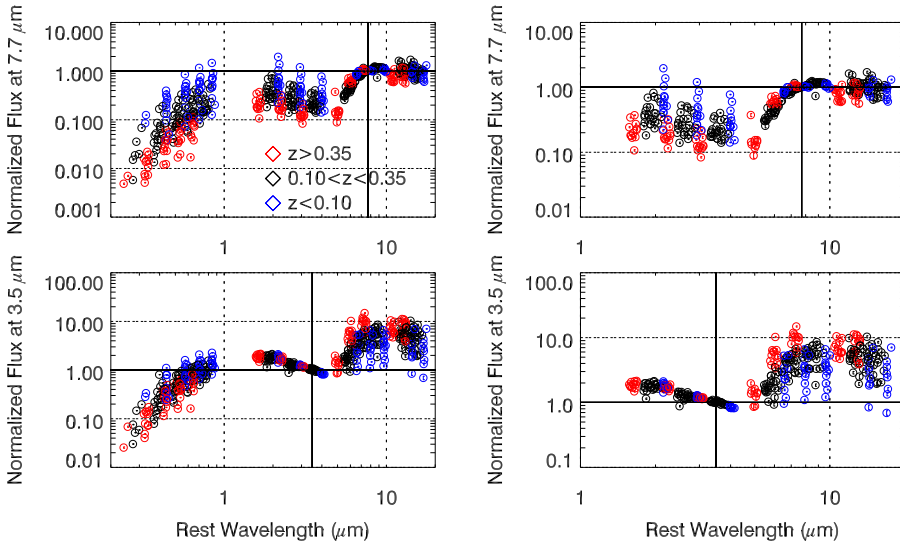 Normalized Flux at 7.7 μm
10.000
1.000
0.100
0.010
0.001
z>0.35
0.10<z<0.35
z<0.10
1
10
Normalized Flux at 7.7 μm
10.00
1.00
0.10
0.01
1
10
Normalized Flux at 3.5 μm
100.00
10.00
1.00
0.10
0.01
1
10
Rest Wavelength (μm)
Normalized Flux at 3.5 μm
100.0
10.0
1.0
0.1
1
10
Rest Wavelength (μm)